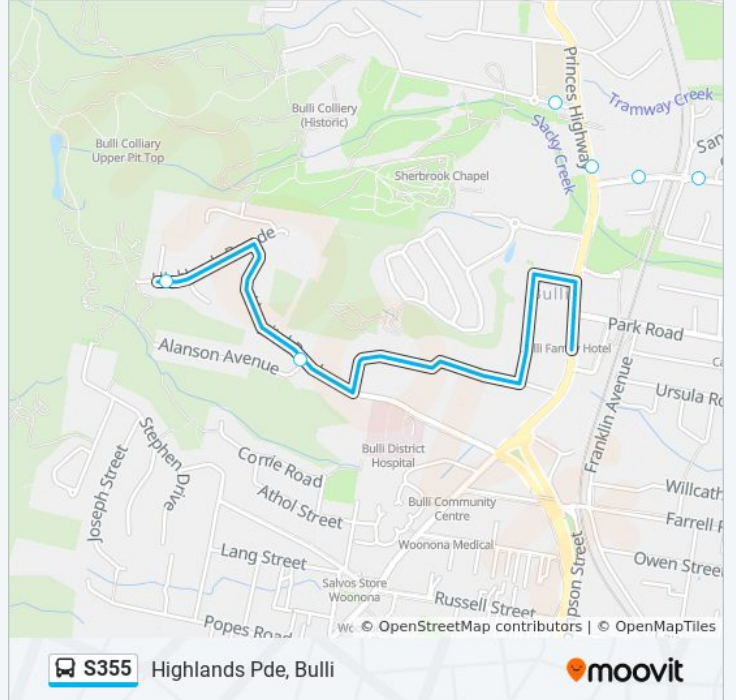 Princes Highway
Tramway Creek
Slacky Creek
Bulli Colliery
(Historic)
Bulli Colliary
Upper Pit Top
Sherbrook Chapel
Bulli
Park Road
Family Hotel
Alanson Avenue
Franklin Avenue
Ursula
Stephen Drive
Joseph Street
Corrie Road
Athol Street
Bulli District
Hospital
Bulli Community
Centre
Woonona Medical
Farrell
Owen Stree
Lang Street
Salvos Store
Woonona
Russell Street
Street
Popes Road
© OpenStreetMap contributors | © OpenMapTiles
S355 Highlands Pde, Bulli
moovit